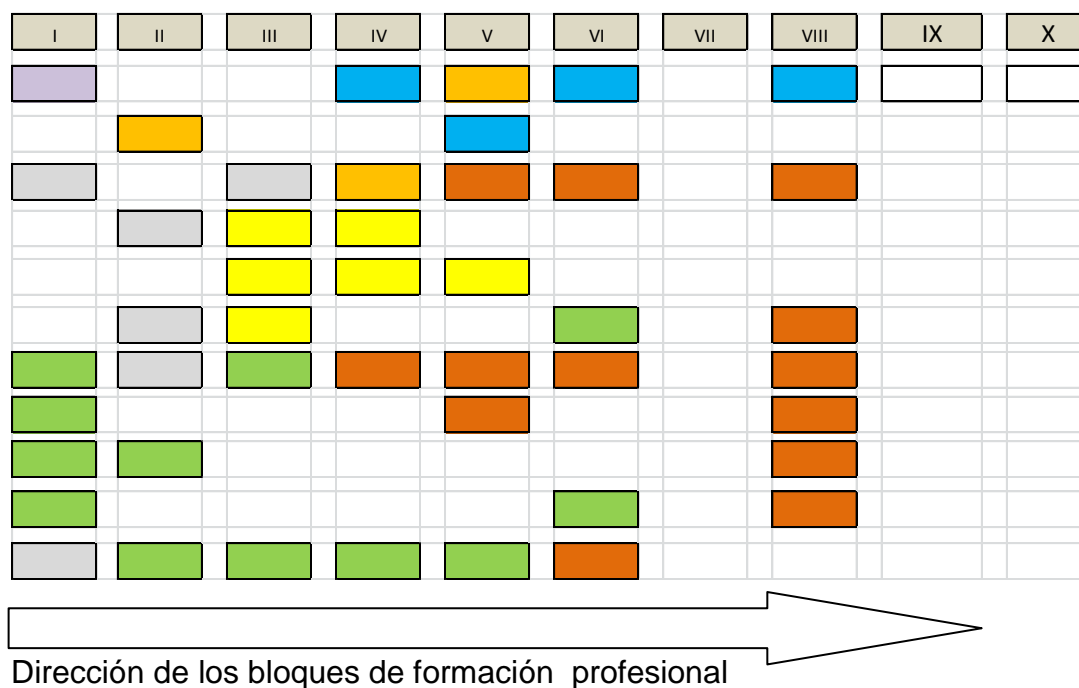 I II III IV V VI VII VIII IX X
Dirección de los bloques de formación profesional